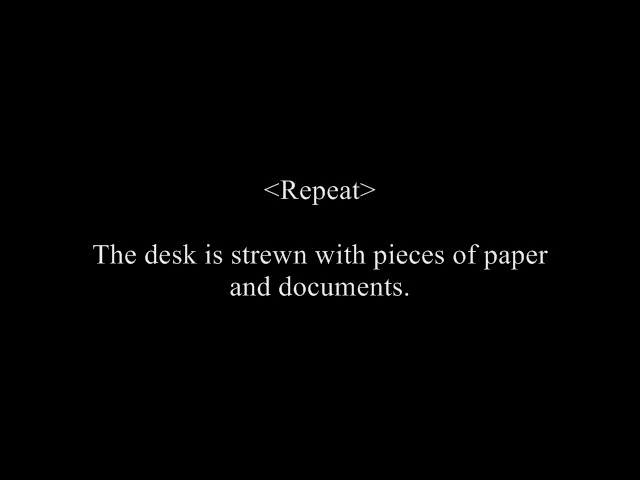 <Repeat>
The desk is strewn with pieces of paper
and documents.